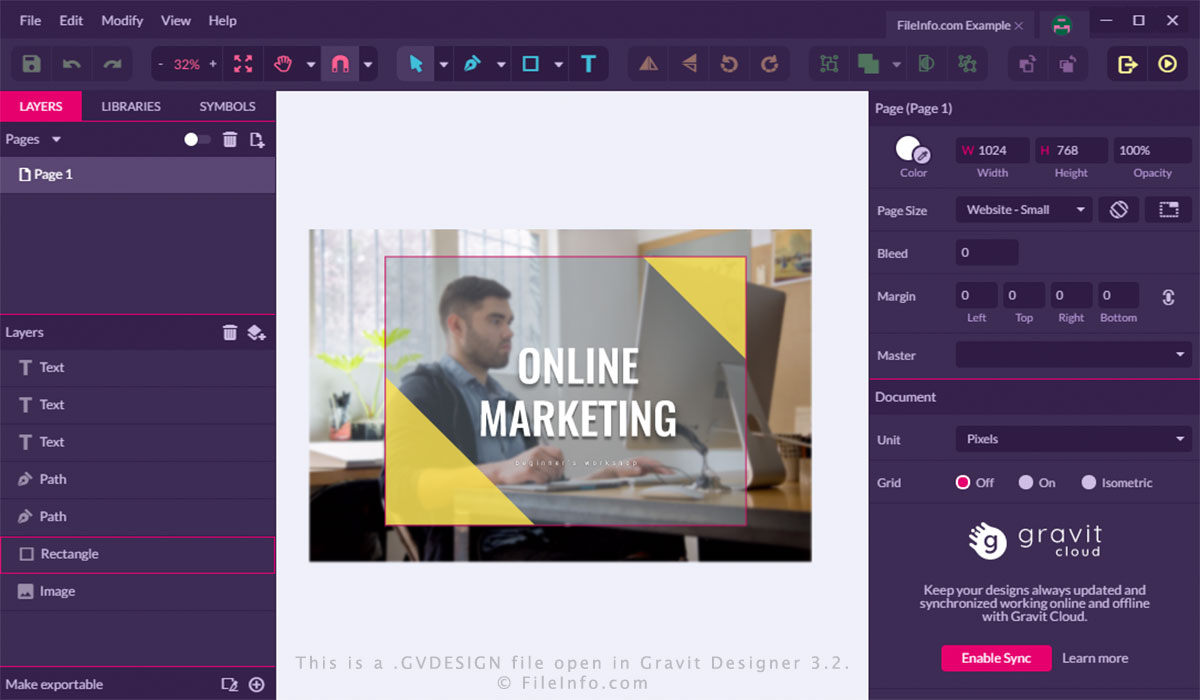 File Edit Modify View Help
FileInfo.com Example
- 32% +
T
LAYERS LIBRARIES SYMBOLS
Pages
Page 1
Layers
T Text
T Text
T Text
Path
Path
Rectangle
Image
Make exportable
ONLINE
MARKETING
beginner's workshop
This is a .GVDESIGN file open in Gravit Designer 3.2.
© FileInfo.com
Page (Page 1)
W 1024 H 768 100%
Color Width Height Opacity
Page Size Website - Small
Bleed 0
Margin 0 0 0 0
Left Top Right Bottom
Master
Document
Unit Pixels
Grid Off On Isometric
g gravit
cloud
Keep your designs always updated and
synchronized working online and offline
with Gravit Cloud.
Enable Sync Learn more